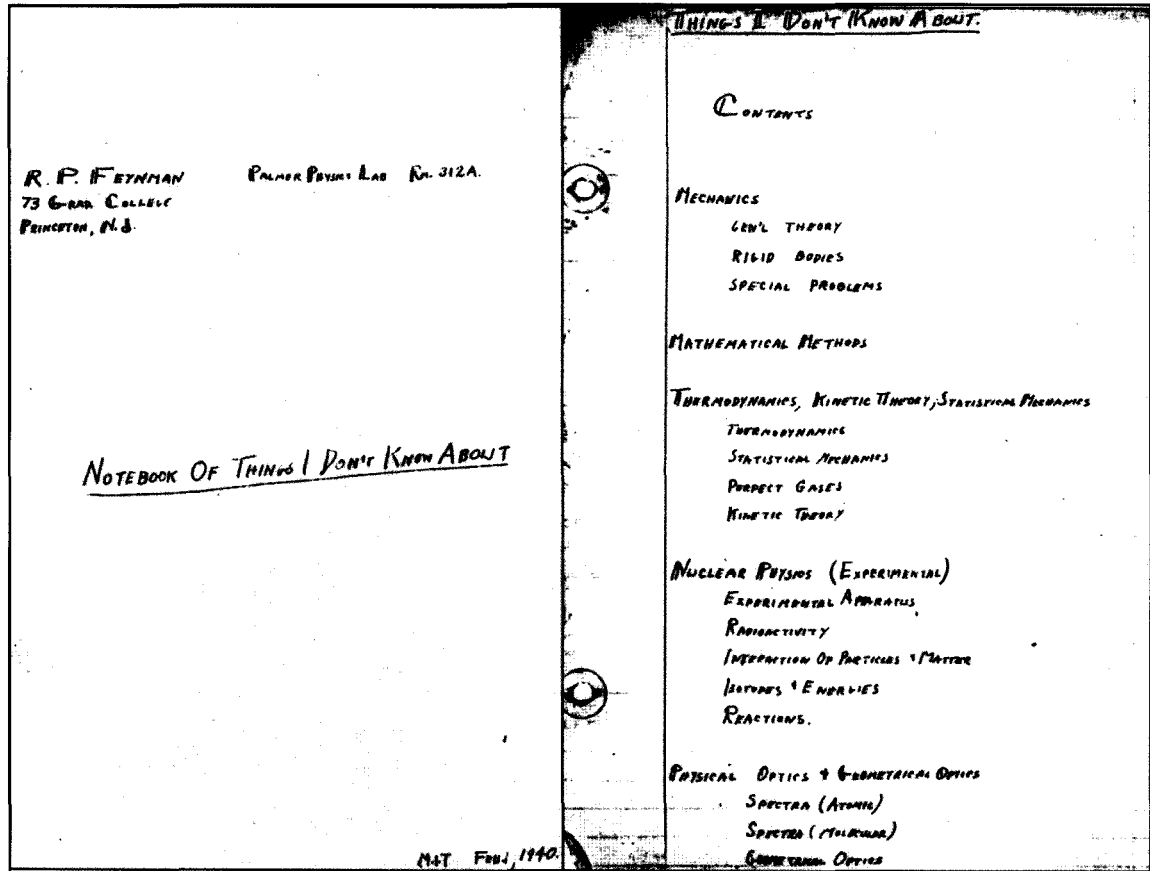 R. P. FEYNMAN
PALMER PHYSICS LAB RM. 312A.
73 GRAD COLLEGE
PRINCETON, N.J.
NOTEBOOK OF THINGS I DON'T KNOW ABOUT
1940.
THINGS I DON'T KNOW ABOUT.
CONTENTS
MECHANICS
GEN'L THEORY
RIGID BODIES
SPECIAL PROBLEMS
MATHEMATICAL METHODS
THERMODYNAMICS, KINETIC THEORY, STATISTICAL MECHANICS
THERMODYNAMICS
STATISTICAL MECHANICS
PERFECT GASES
KINETIC THEORY
NUCLEAR PHYSICS (EXPERIMENTAL)
EXPERIMENTAL APPARATUS
RADIOACTIVITY
INTERACTION OF PARTICLES + MATTER
ISOTOPES + ENERGIES
REACTIONS.
PHYSICAL OPTICS + GEOMETRICAL OPTICS
SPECTRA (ATOMIC)
SPECTRA (MOLECULAR)
GEOMETRICAL OPTICS